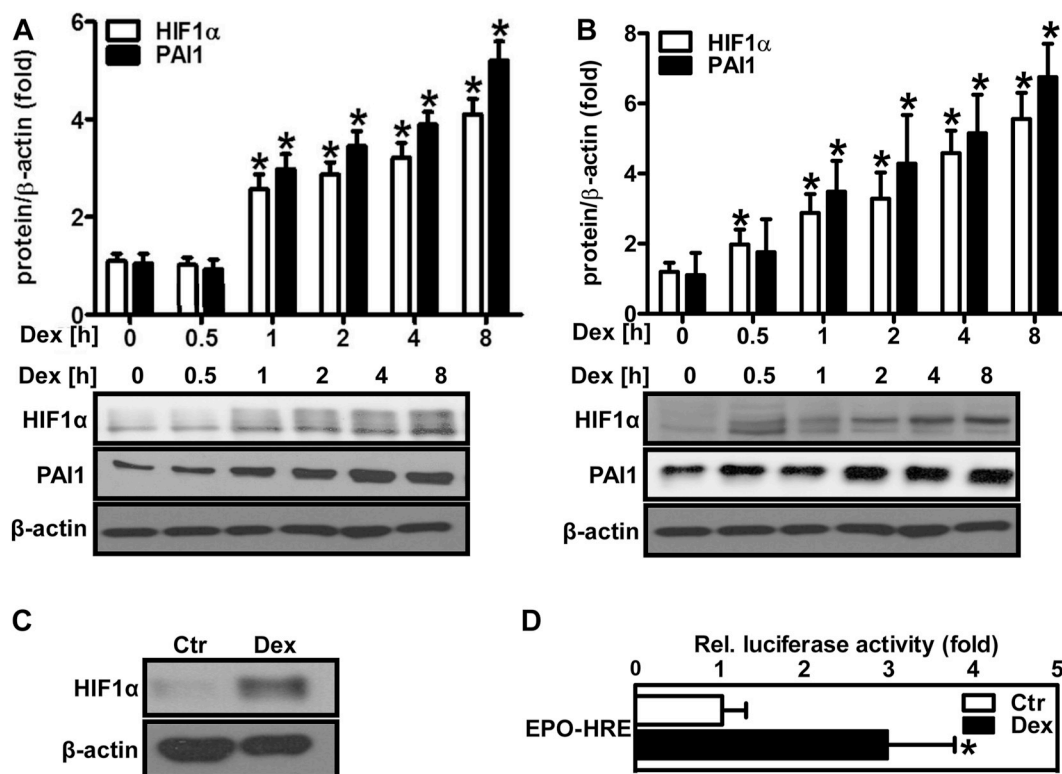 A
HIF1α
PAI1
protein/β-actin (fold)
6
4
2
0
* * * * * * * *
Dex [h] 0 0.5 1 2 4 8
Dex [h] 0 0.5 1 2 4 8
HIF1α
PAI1
β-actin
B
HIF1α
PAI1
protein/β-actin (fold)
8
6
4
2
0
* * * * * * * * *
Dex [h] 0 0.5 1 2 4 8
Dex [h] 0 0.5 1 2 4 8
HIF1α
PAI1
β-actin
C
Ctr Dex
HIF1α
β-actin
D
Rel. luciferase activity (fold)
0 1 2 3 4 5
EPO-HRE
Ctr
Dex
*